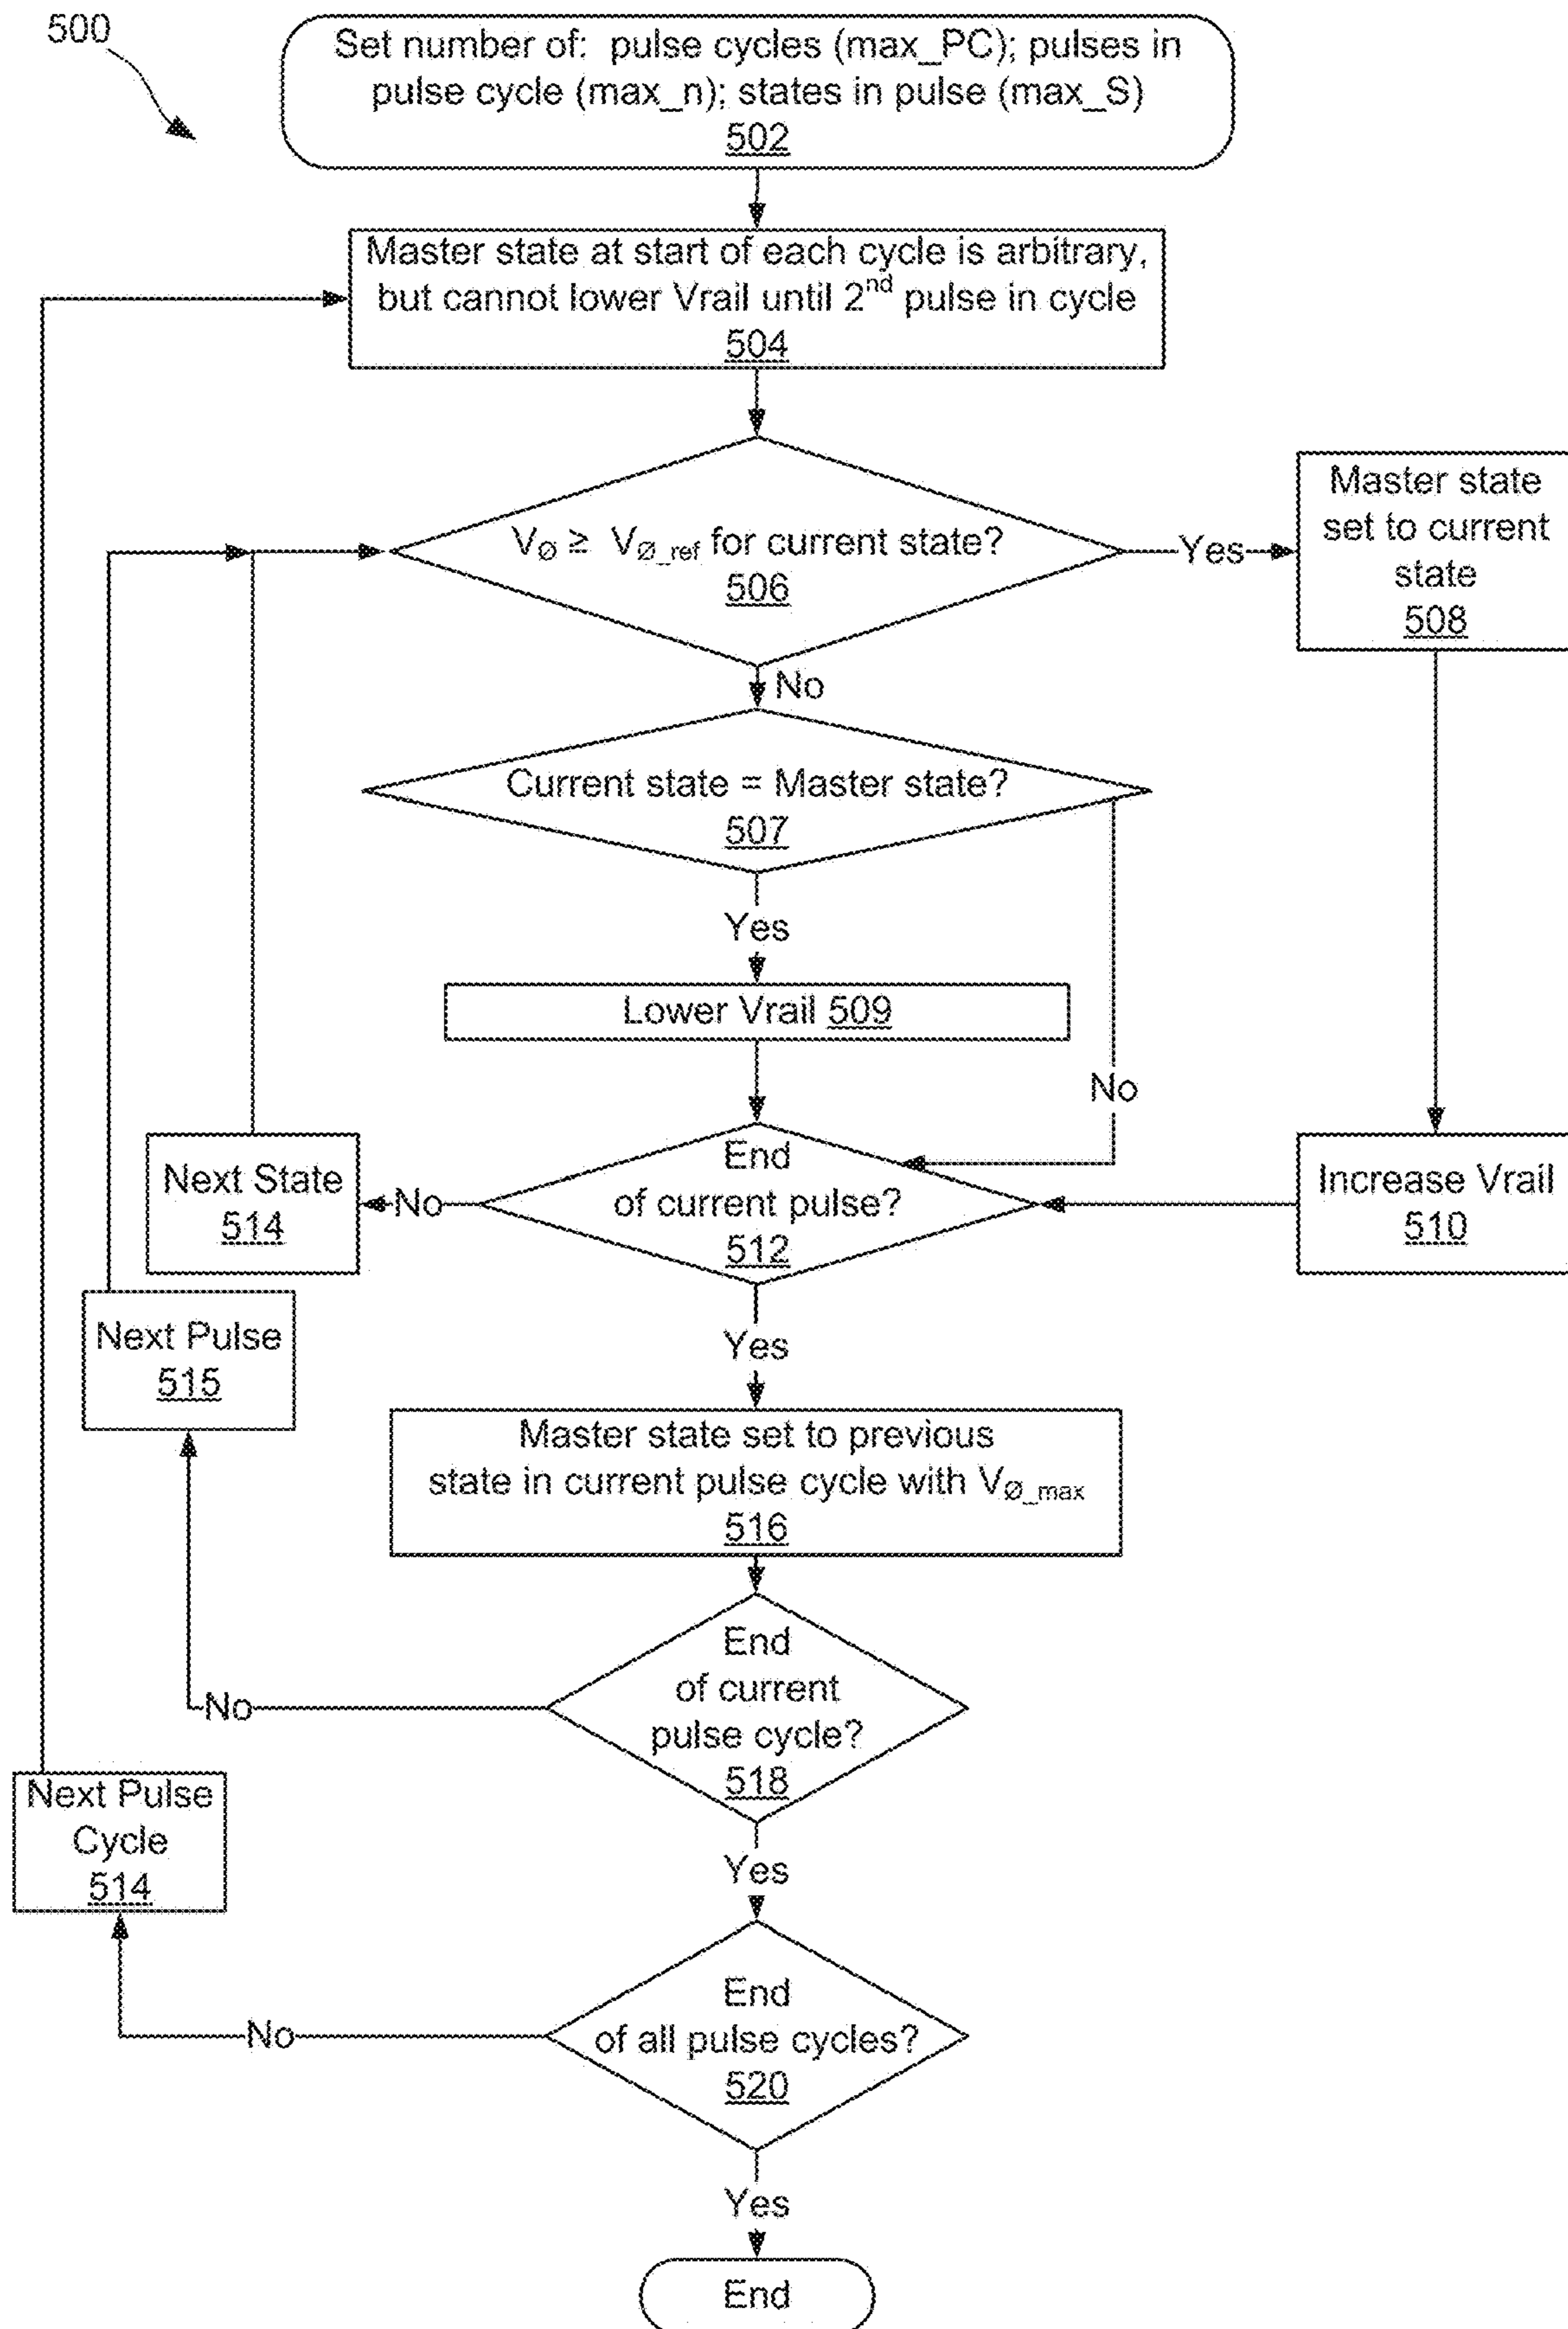 500
Set number of: pulse cycles (max_PC); pulses in
pulse cycle (max_n); states in pulse (max_S)
502
Master state at start of each cycle is arbitrary,
but cannot lower Vrail until 2nd pulse in cycle
504
VØ ≥ VØ_ref for current state?
506
Yes
Master state
set to current
state
508
No
Current state = Master state?
507
Yes
Lower Vrail 509
No
Next State
514
No
End
of current pulse?
512
Increase Vrail
510
Next Pulse
515
Yes
Master state set to previous
state in current pulse cycle with VØ_max
516
End
of current
pulse cycle?
518
No
Next Pulse
Cycle
514
Yes
End
of all pulse cycles?
520
No
Yes
End